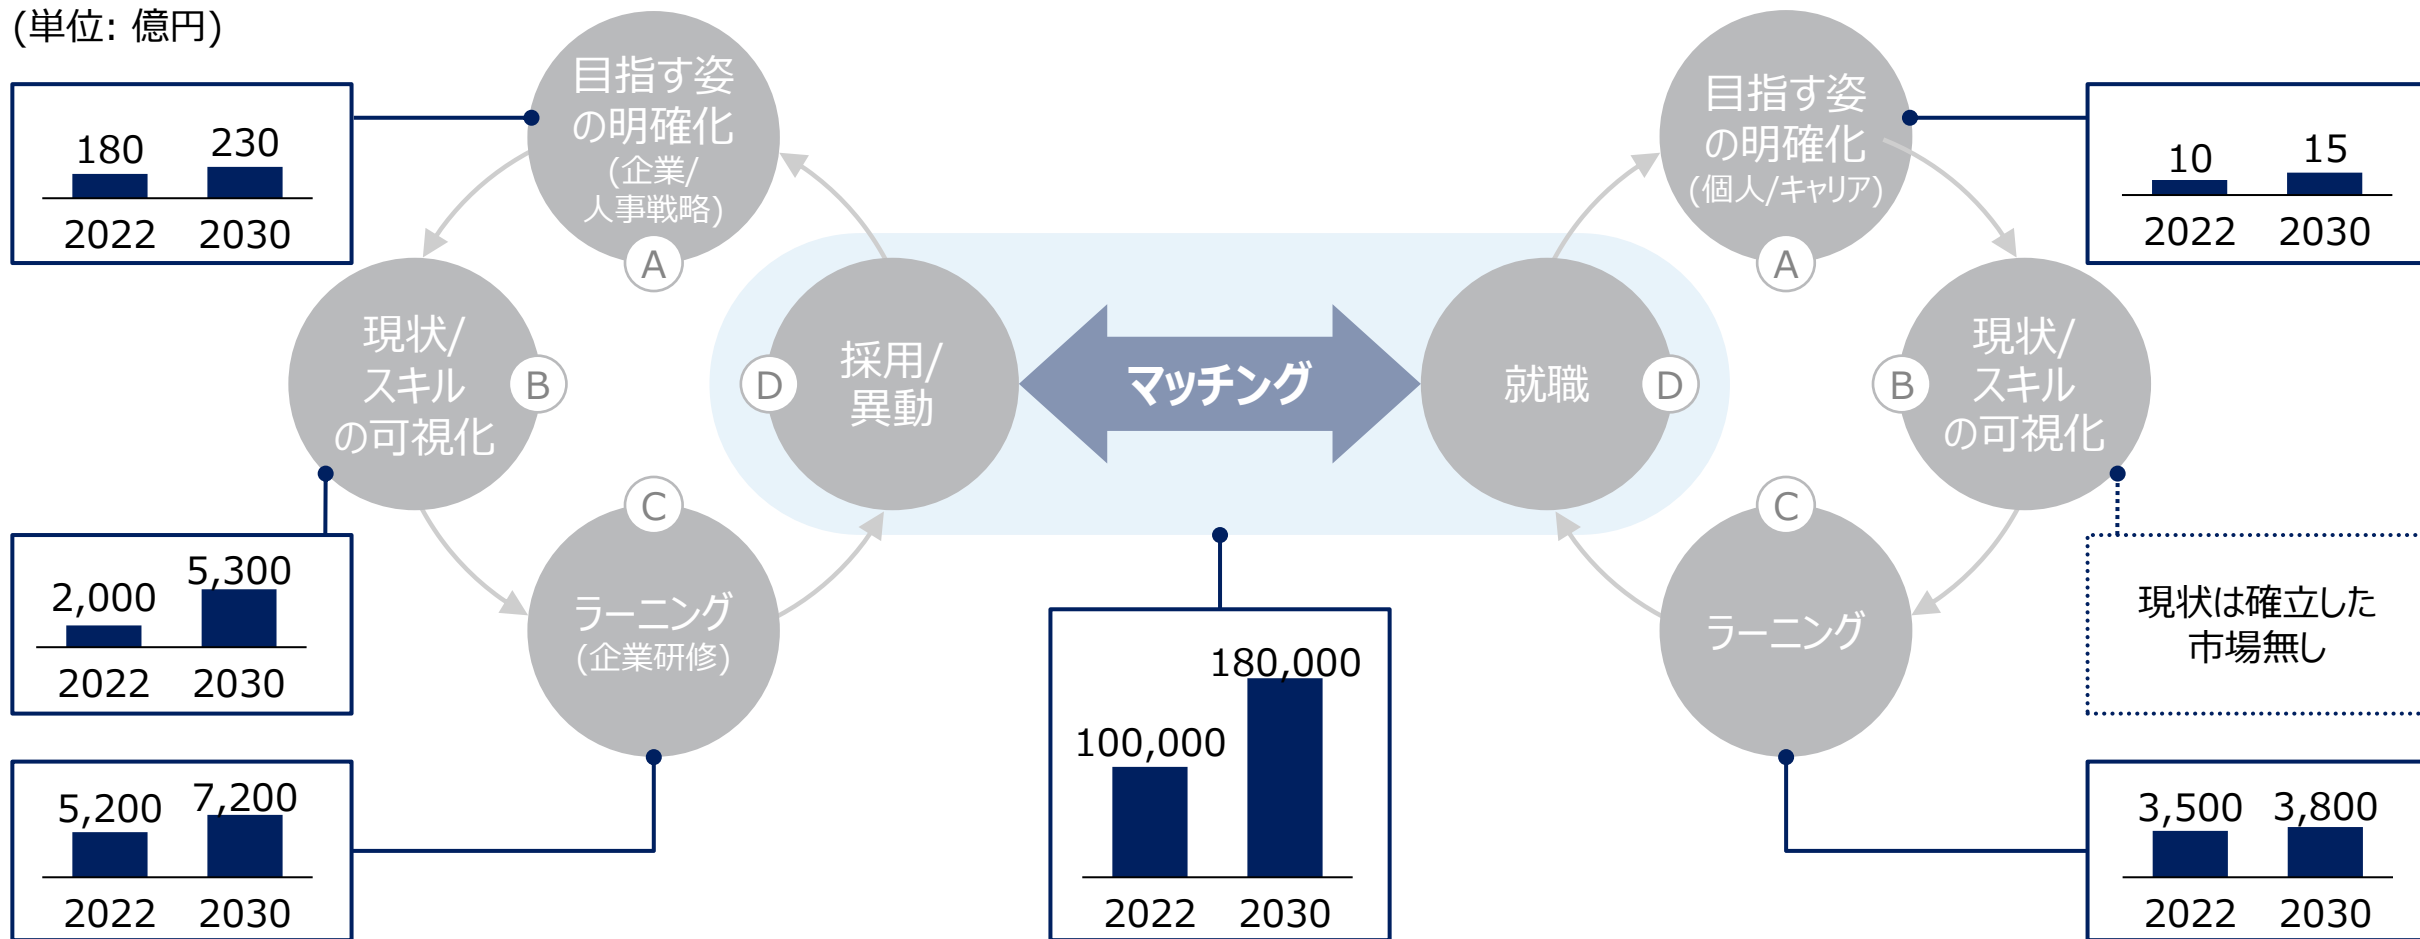 (単位: 億円)
180
230
2022
2030
目指す姿
の明確化
(企業/
人事戦略)
A
現状/
スキル
の可視化
B
2,000
5,300
2022
2030
ラーニング
(企業研修)
C
5,200
7,200
2022
2030
採用/
異動
D
マッチング
就職
D
100,000
180,000
2022
2030
目指す姿
の明確化
(個人/キャリア)
A
10
15
2022
2030
現状/
スキル
の可視化
B
現状は確立した
市場無し
ラーニング
C
3,500
3,800
2022
2030